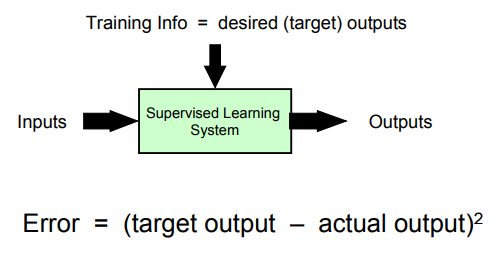 Training Info = desired (target) outputs
Inputs
Supervised Learning
System
Outputs
Error = (target output – actual output)²